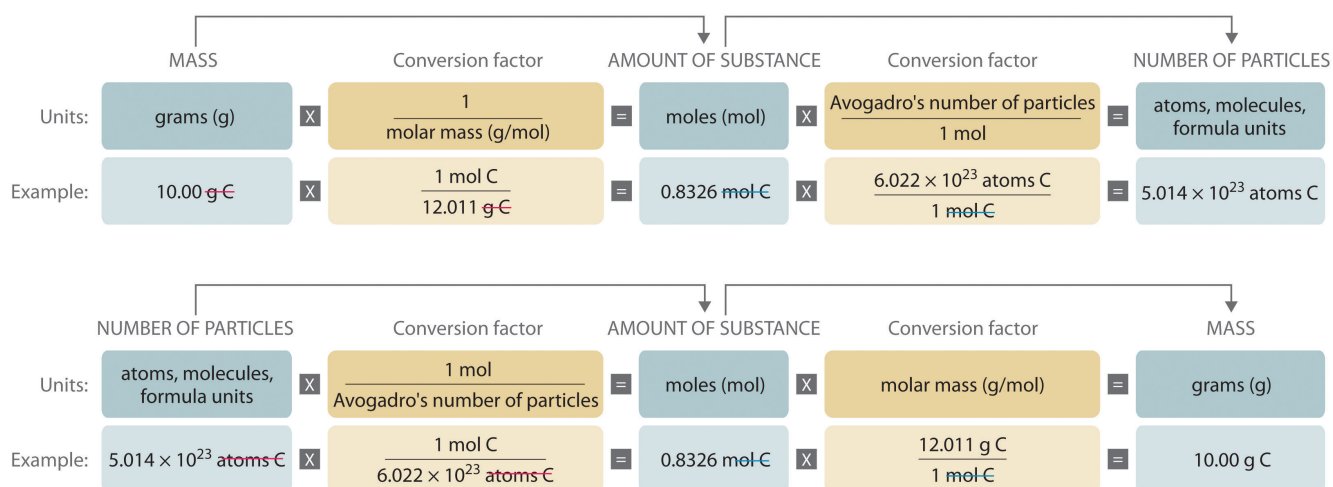 MASS Conversion factor AMOUNT OF SUBSTANCE Conversion factor NUMBER OF PARTICLES
Units: grams (g) X 1 / molar mass (g/mol) = moles (mol) X Avogadro's number of particles / 1 mol = atoms, molecules, formula units
Example: 10.00 g C X 1 mol C / 12.011 g C = 0.8326 mol C X 6.022 × 10²³ atoms C / 1 mol C = 5.014 × 10²³ atoms C
NUMBER OF PARTICLES Conversion factor AMOUNT OF SUBSTANCE Conversion factor MASS
Units: atoms, molecules, formula units X 1 mol / Avogadro's number of particles = moles (mol) X molar mass (g/mol) = grams (g)
Example: 5.014 × 10²³ atoms C X 1 mol C / 6.022 × 10²³ atoms C = 0.8326 mol C X 12.011 g C / 1 mol C = 10.00 g C